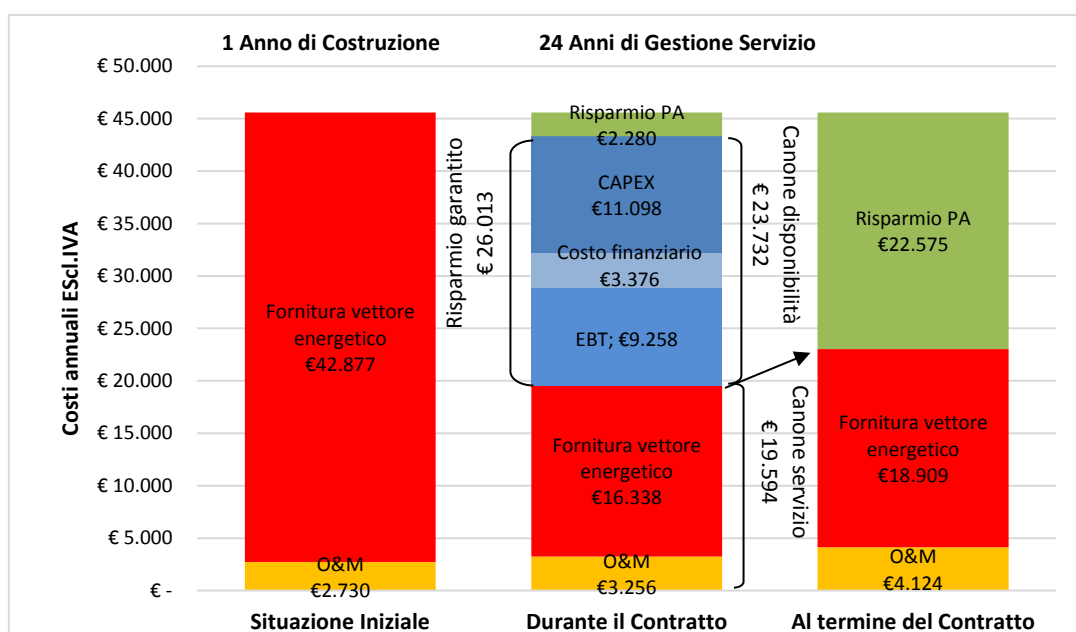 1 Anno di Costruzione
24 Anni di Gestione Servizio
Costi annuali EScl.IVA
€ 50.000
€ 45.000
€ 40.000
€ 35.000
€ 30.000
€ 25.000
€ 20.000
€ 15.000
€ 10.000
€ 5.000
€ -
Fornitura vettore
energetico
€42.877
O&M
€2.730
Risparmio garantito
€ 26.013
Risparmio PA
€2.280
CAPEX
€11.098
Costo finanziario
€3.376
EBT; €9.258
Fornitura vettore
energetico
€16.338
O&M
€3.256
Canone disponibilità
€ 23.732
Canone servizio
€ 19.594
Risparmio PA
€22.575
Fornitura vettore
energetico
€18.909
O&M
€4.124
Situazione Iniziale
Durante il Contratto
Al termine del Contratto